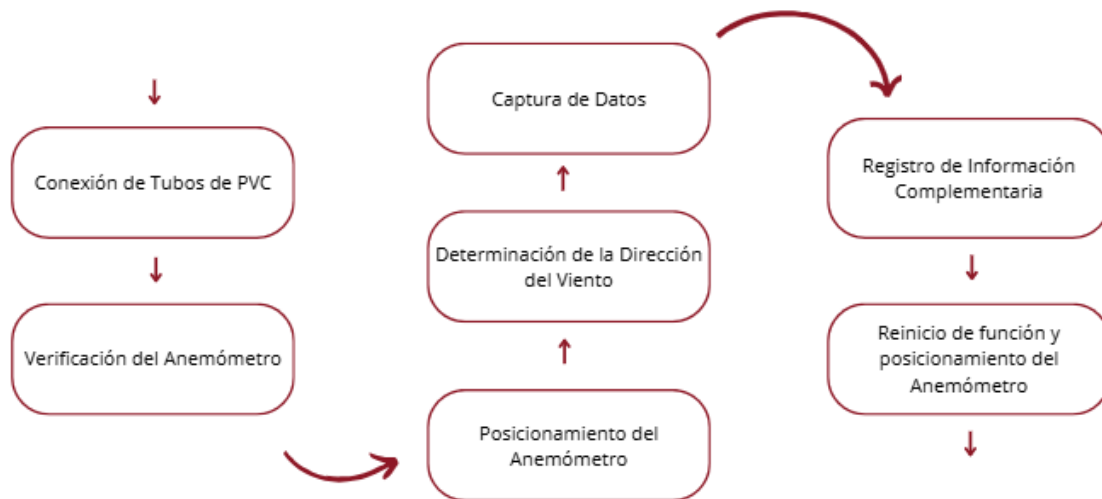 Conexión de Tubos de PVC
Verificación del Anemómetro
Posicionamiento del
Anemómetro
Determinación de la Dirección
del Viento
Captura de Datos
Registro de Información
Complementaria
Reinicio de función y
posicionamiento del
Anemómetro